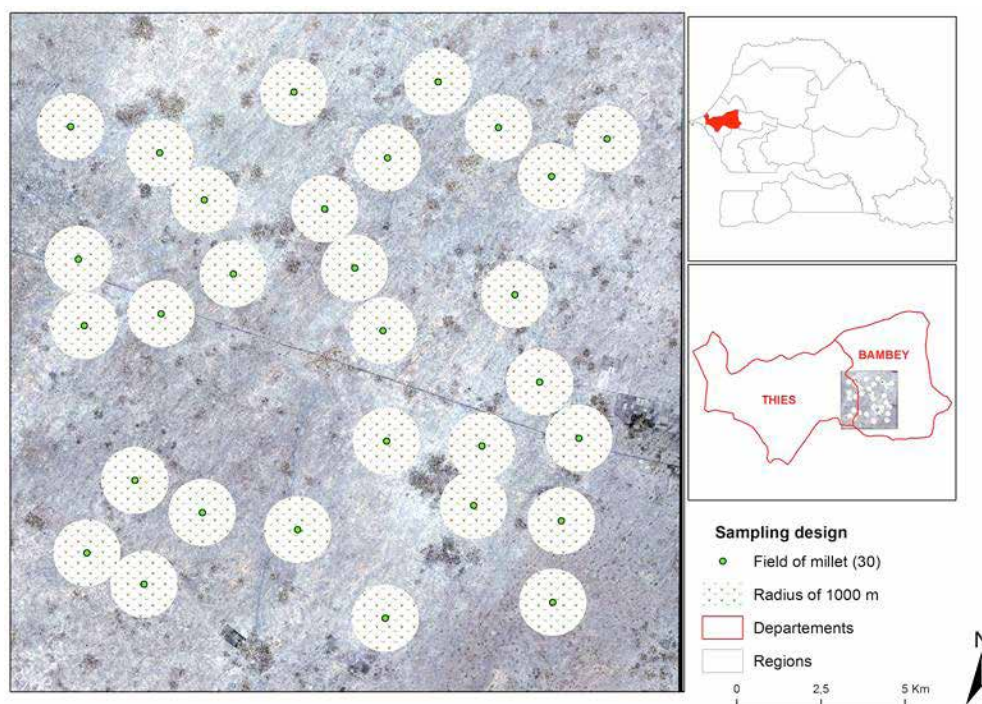 THIES
BAMBEY
Sampling design
Field of millet (30)
Radius of 1000 m
Departements
Regions
N
0 2,5 5 Km